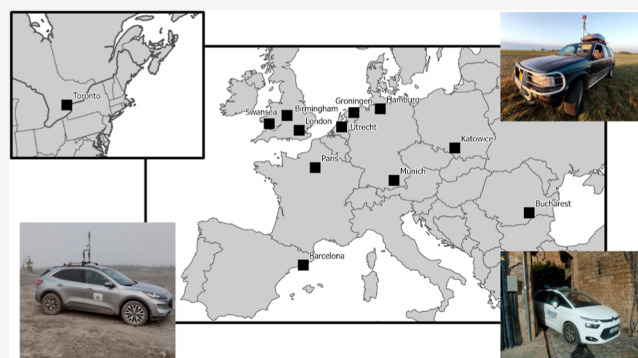 Toronto
Swansea
Birmingham
London
Groningen
Hamburg
Utrecht
Katowice
Paris
Munich
Bucharest
Barcelona